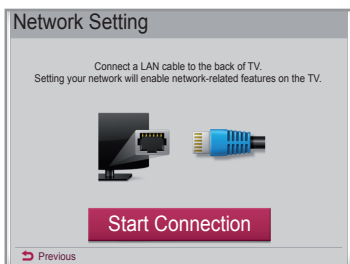 Network Setting
Connect a LAN cable to the back of TV.
Setting your network will enable network-related features on the TV.
Start Connection
Previous